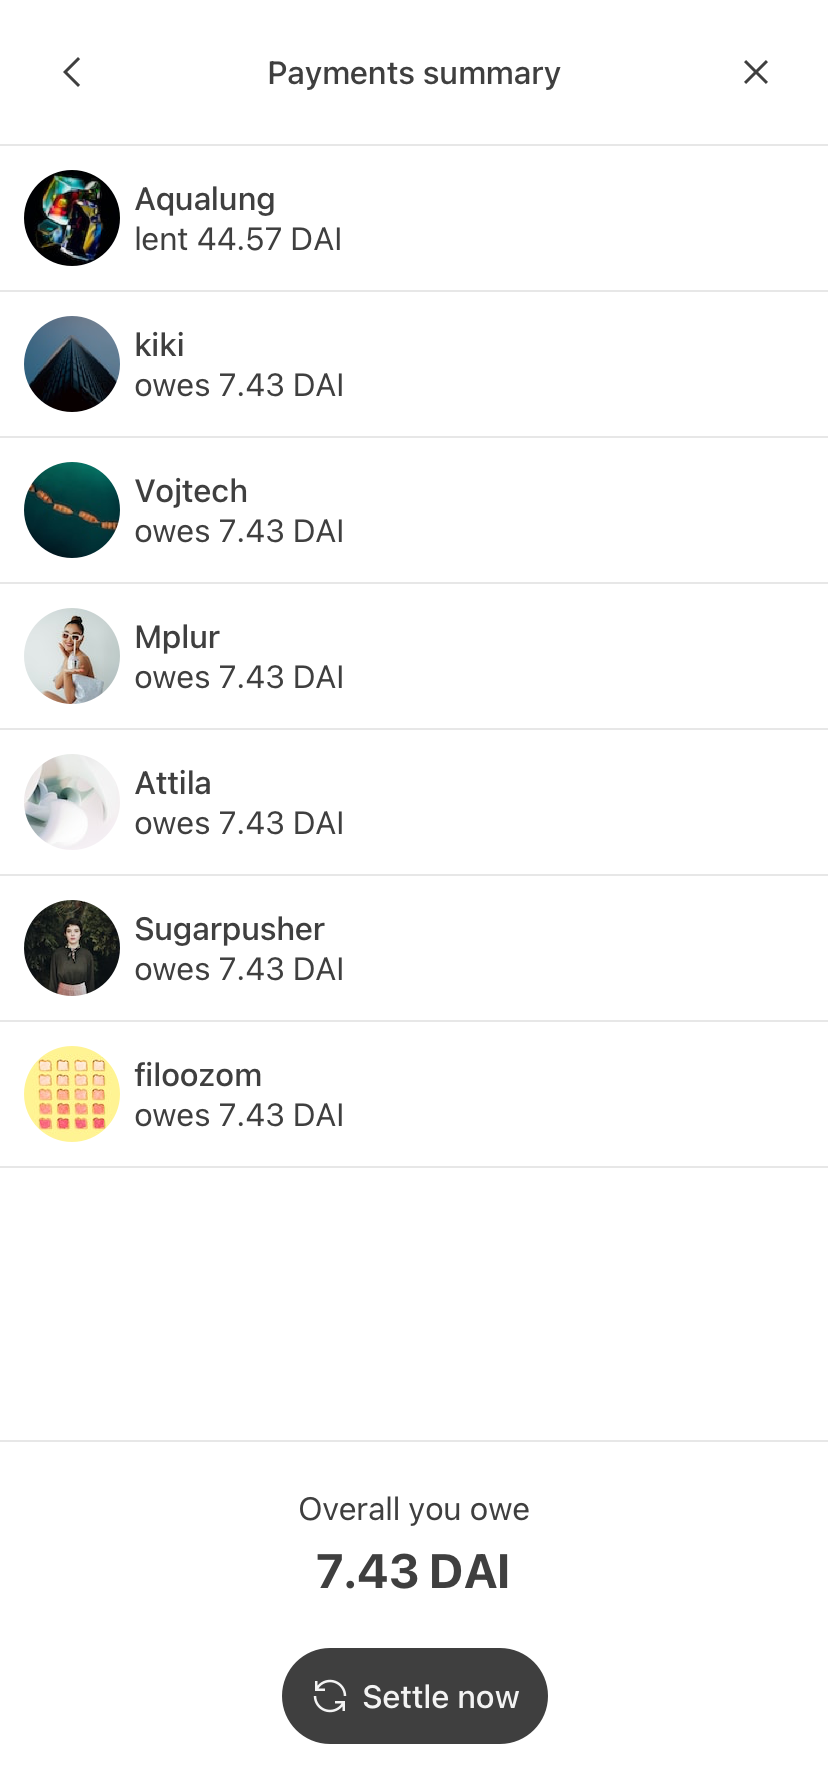 Payments summary
Aqualung
lent 44.57 DAI
kiki
owes 7.43 DAI
Vojtech
owes 7.43 DAI
Mplur
owes 7.43 DAI
Attila
owes 7.43 DAI
Sugarpusher
owes 7.43 DAI
filoozom
owes 7.43 DAI
Overall you owe
7.43 DAI
Settle now